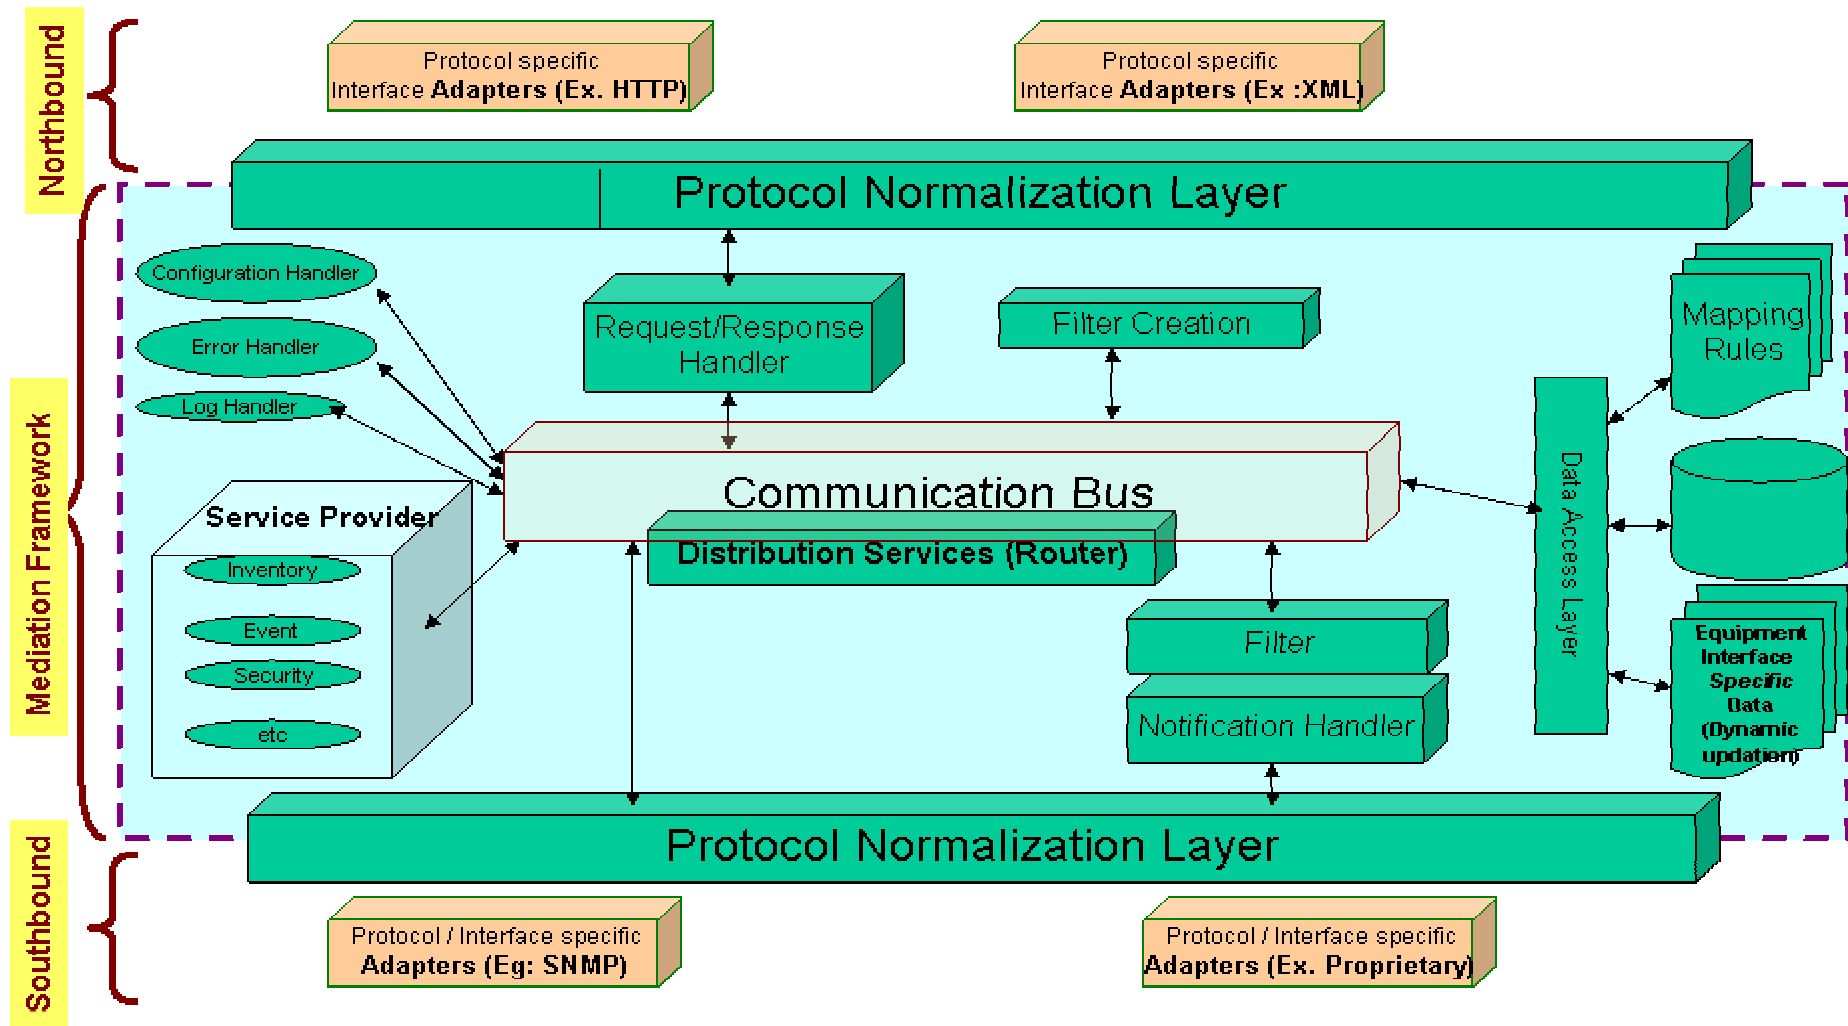 Northbound
Protocol specific
Interface Adapters (Ex. HTTP)
Protocol specific
Interface Adapters (Ex :XML)
Protocol Normalization Layer
Mediation Framework
Configuration Handler
Error Handler
Log Handler
Request/Response
Handler
Filter Creation
Mapping
Rules
Communication Bus
Distribution Services (Router)
Data Access Layer
Service Provider
Inventory
Event
Security
etc
Filter
Notification Handler
Equipment
Interface
Specific
Data
(Dynamic
updation)
Protocol Normalization Layer
Southbound
Protocol / Interface specific
Adapters (Eg: SNMP)
Protocol / Interface specific
Adapters (Ex. Proprietary)